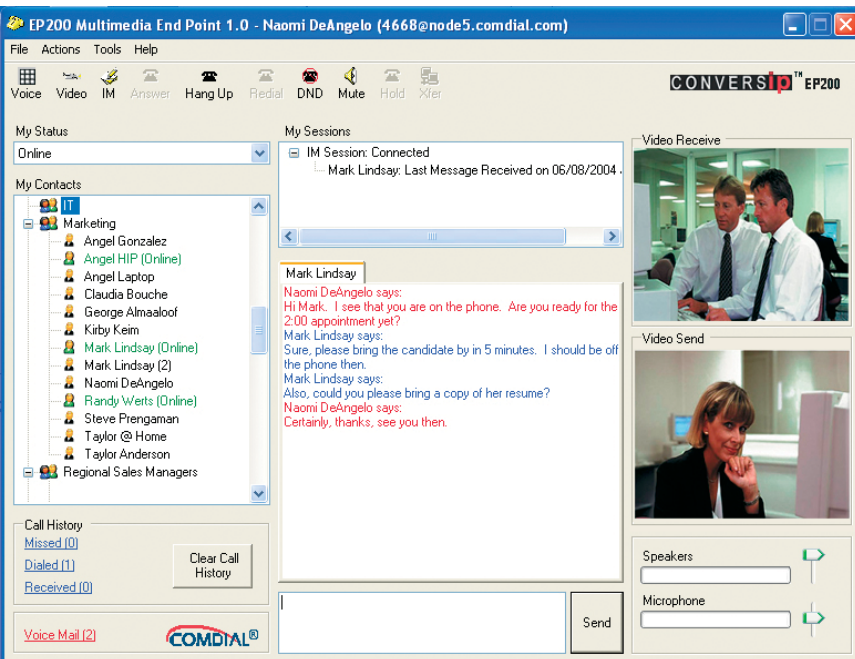 EP200 Multimedia End Point 1.0 - Naomi DeAngelo (4668@node5.comdial.com)
File Actions Tools Help
Voice Video IM Answer Hang Up Redial DND Mute Hold Xfer
CONVERSIP™ EP200
My Status
Online
My Contacts
IT
Marketing
Angel Gonzalez
Angel HIP (Online)
Angel Laptop
Claudia Bouche
George Almaaloof
Kirby Keim
Mark Lindsay (Online)
Mark Lindsay (2)
Naomi DeAngelo
Randy Werts (Online)
Steve Prengaman
Taylor @ Home
Taylor Anderson
Regional Sales Managers
Call History
Missed (0)
Dialed (1)
Received (0)
Clear Call
History
Voice Mail (2)
COMDIAL®
My Sessions
IM Session: Connected
Mark Lindsay: Last Message Received on 06/08/2004
Mark Lindsay
Naomi DeAngelo says:
Hi Mark. I see that you are on the phone. Are you ready for the
2:00 appointment yet?
Mark Lindsay says:
Sure, please bring the candidate by in 5 minutes. I should be off
the phone then.
Mark Lindsay says:
Also, could you please bring a copy of her resume?
Naomi DeAngelo says:
Certainly, thanks, see you then.
Send
Video Receive
Video Send
Speakers
Microphone